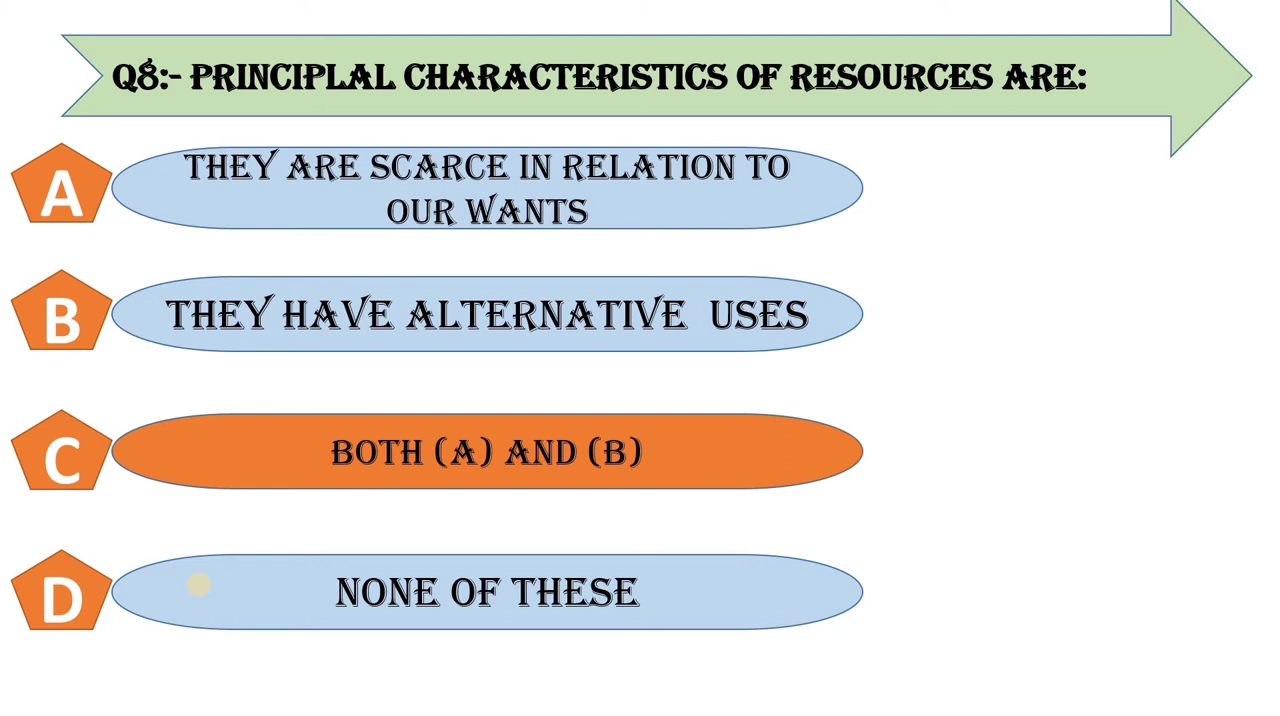 Q8:- PRINCIPLAL CHARACTERISTICS OF RESOURCES ARE:
A THEY ARE SCARCE IN RELATION TO
OUR WANTS
B THEY HAVE ALTERNATIVE USES
C BOTH (A) AND (B)
D NONE OF THESE